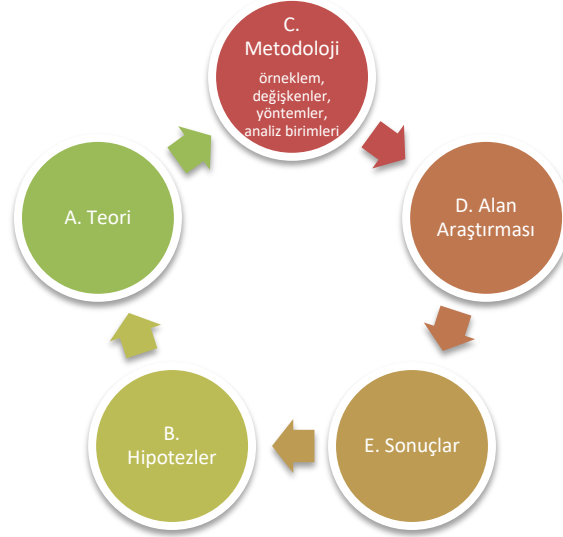 C.
Metodoloji
örneklem,
değişkenler,
yöntemler,
analiz birimleri
A. Teori
D. Alan
Araştırması
B.
Hipotezler
E. Sonuçlar